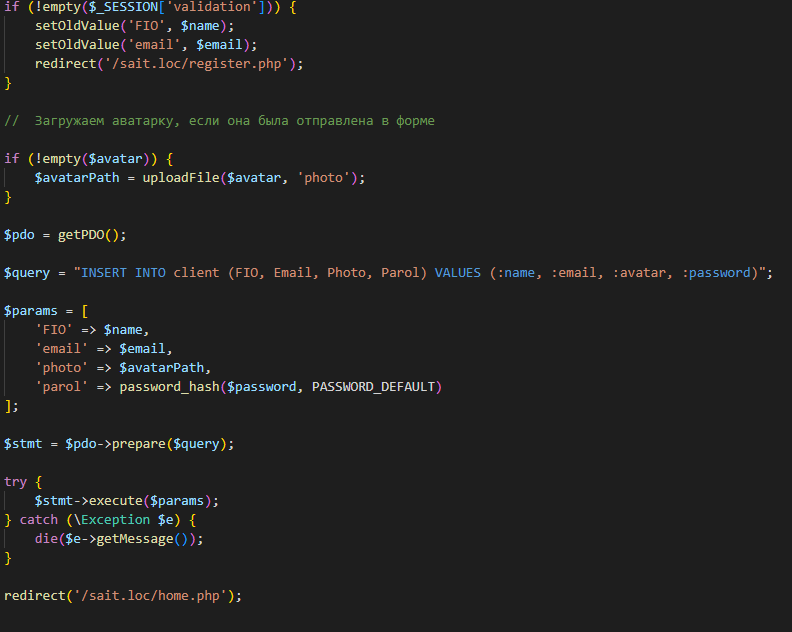 if (!empty($_SESSION['validation'])) {
    setOldValue('FIO', $name);
    setOldValue('email', $email);
    redirect('/sait.loc/register.php');
}
//  Загружаем аватарку, если она была отправлена в форме
if (!empty($avatar)) {
    $avatarPath = uploadFile($avatar, 'photo');
}
$pdo = getPDO();
$query = "INSERT INTO client (FIO, Email, Photo, Parol) VALUES (:name, :email, :avatar, :password)";
$params = [
    'FIO' => $name,
    'email' => $email,
    'photo' => $avatarPath,
    'parol' => password_hash($password, PASSWORD_DEFAULT)
];
$stmt = $pdo->prepare($query);
try {
    $stmt->execute($params);
} catch (\Exception $e) {
    die($e->getMessage());
}
redirect('/sait.loc/home.php');